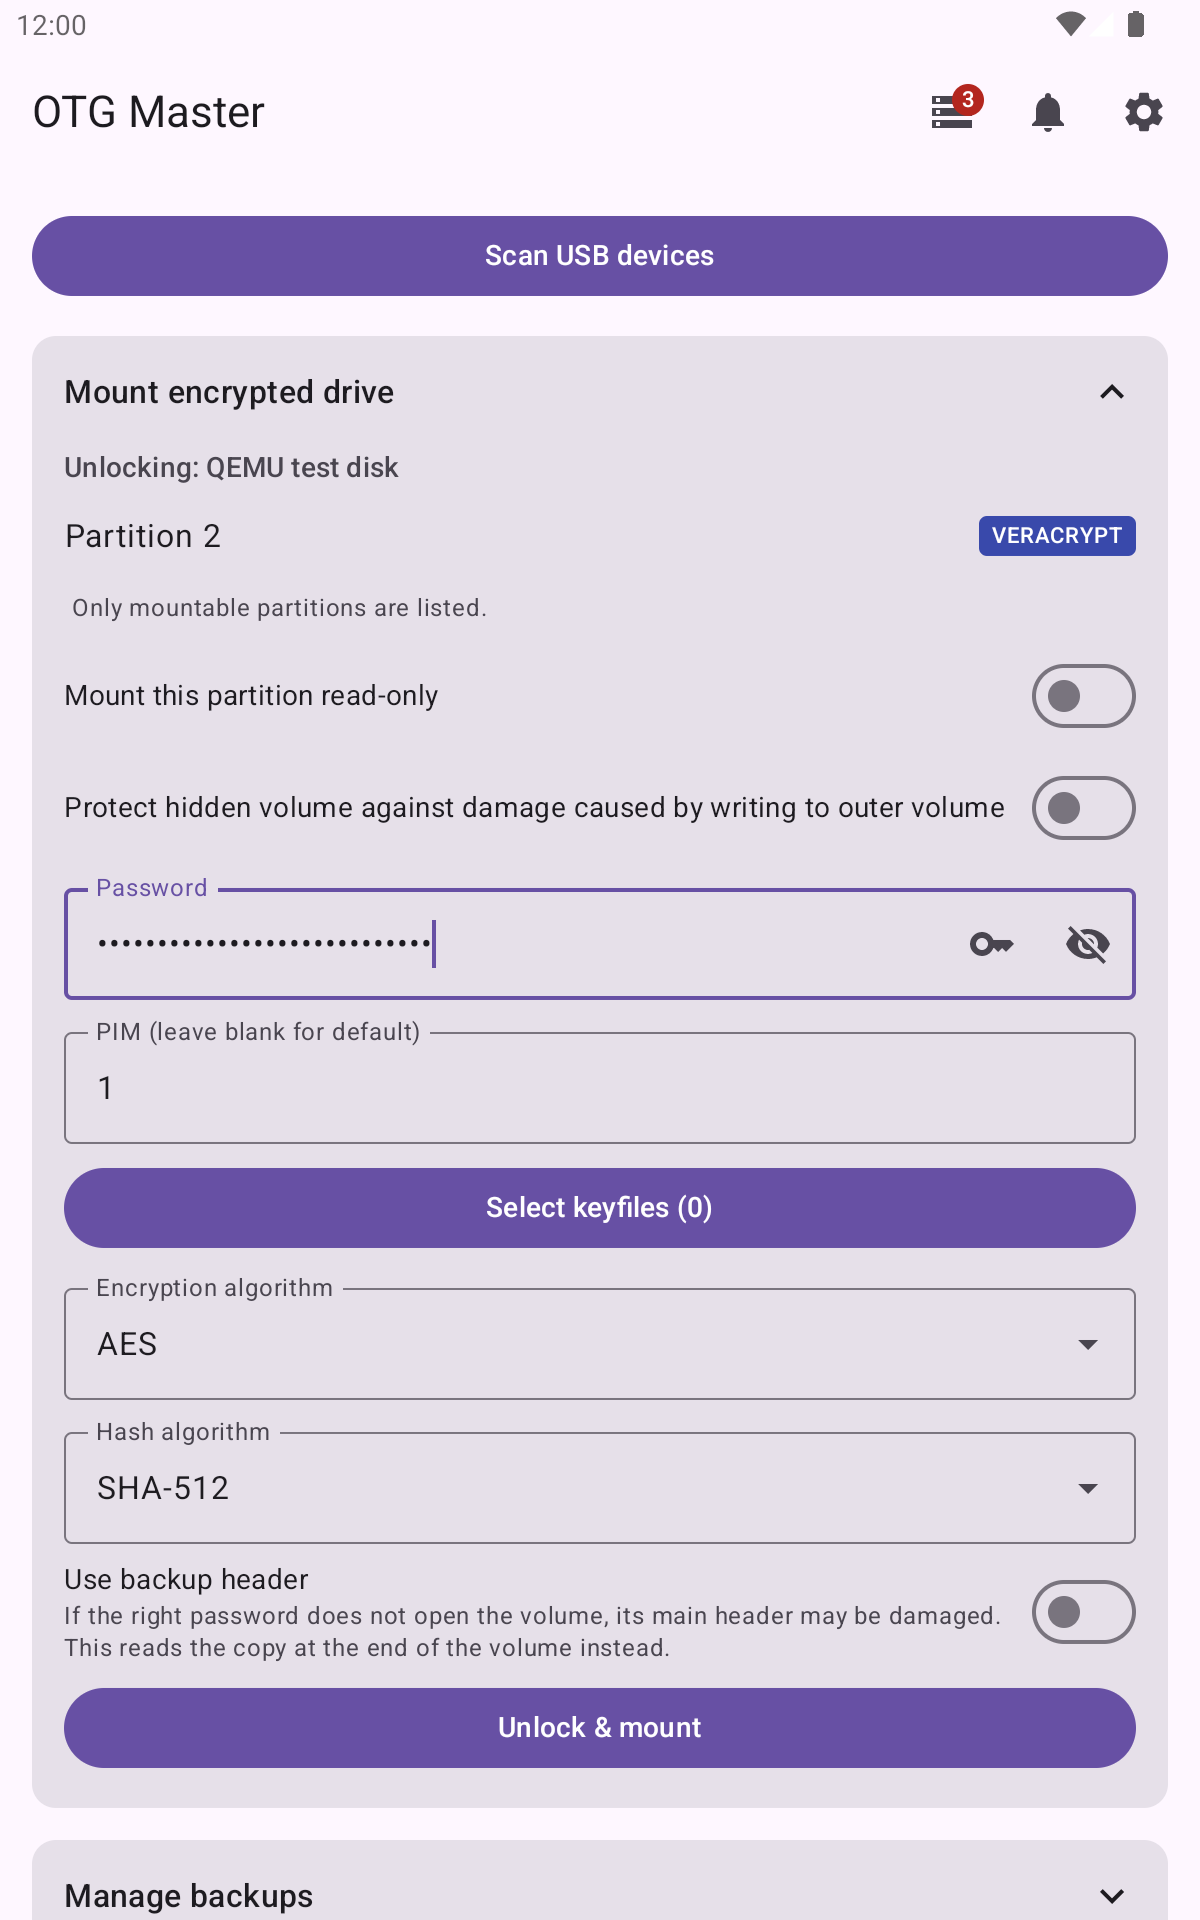 12:00
OTG Master
3
Scan USB devices
Mount encrypted drive
Unlocking: QEMU test disk
Partition 2
VERACRYPT
Only mountable partitions are listed.
Mount this partition read-only
Protect hidden volume against damage caused by writing to outer volume
Password
••••••••••••••••••••••••••••
PIM (leave blank for default)
1
Select keyfiles (0)
Encryption algorithm
AES
Hash algorithm
SHA-512
Use backup header
If the right password does not open the volume, its main header may be damaged.
This reads the copy at the end of the volume instead.
Unlock & mount
Manage backups